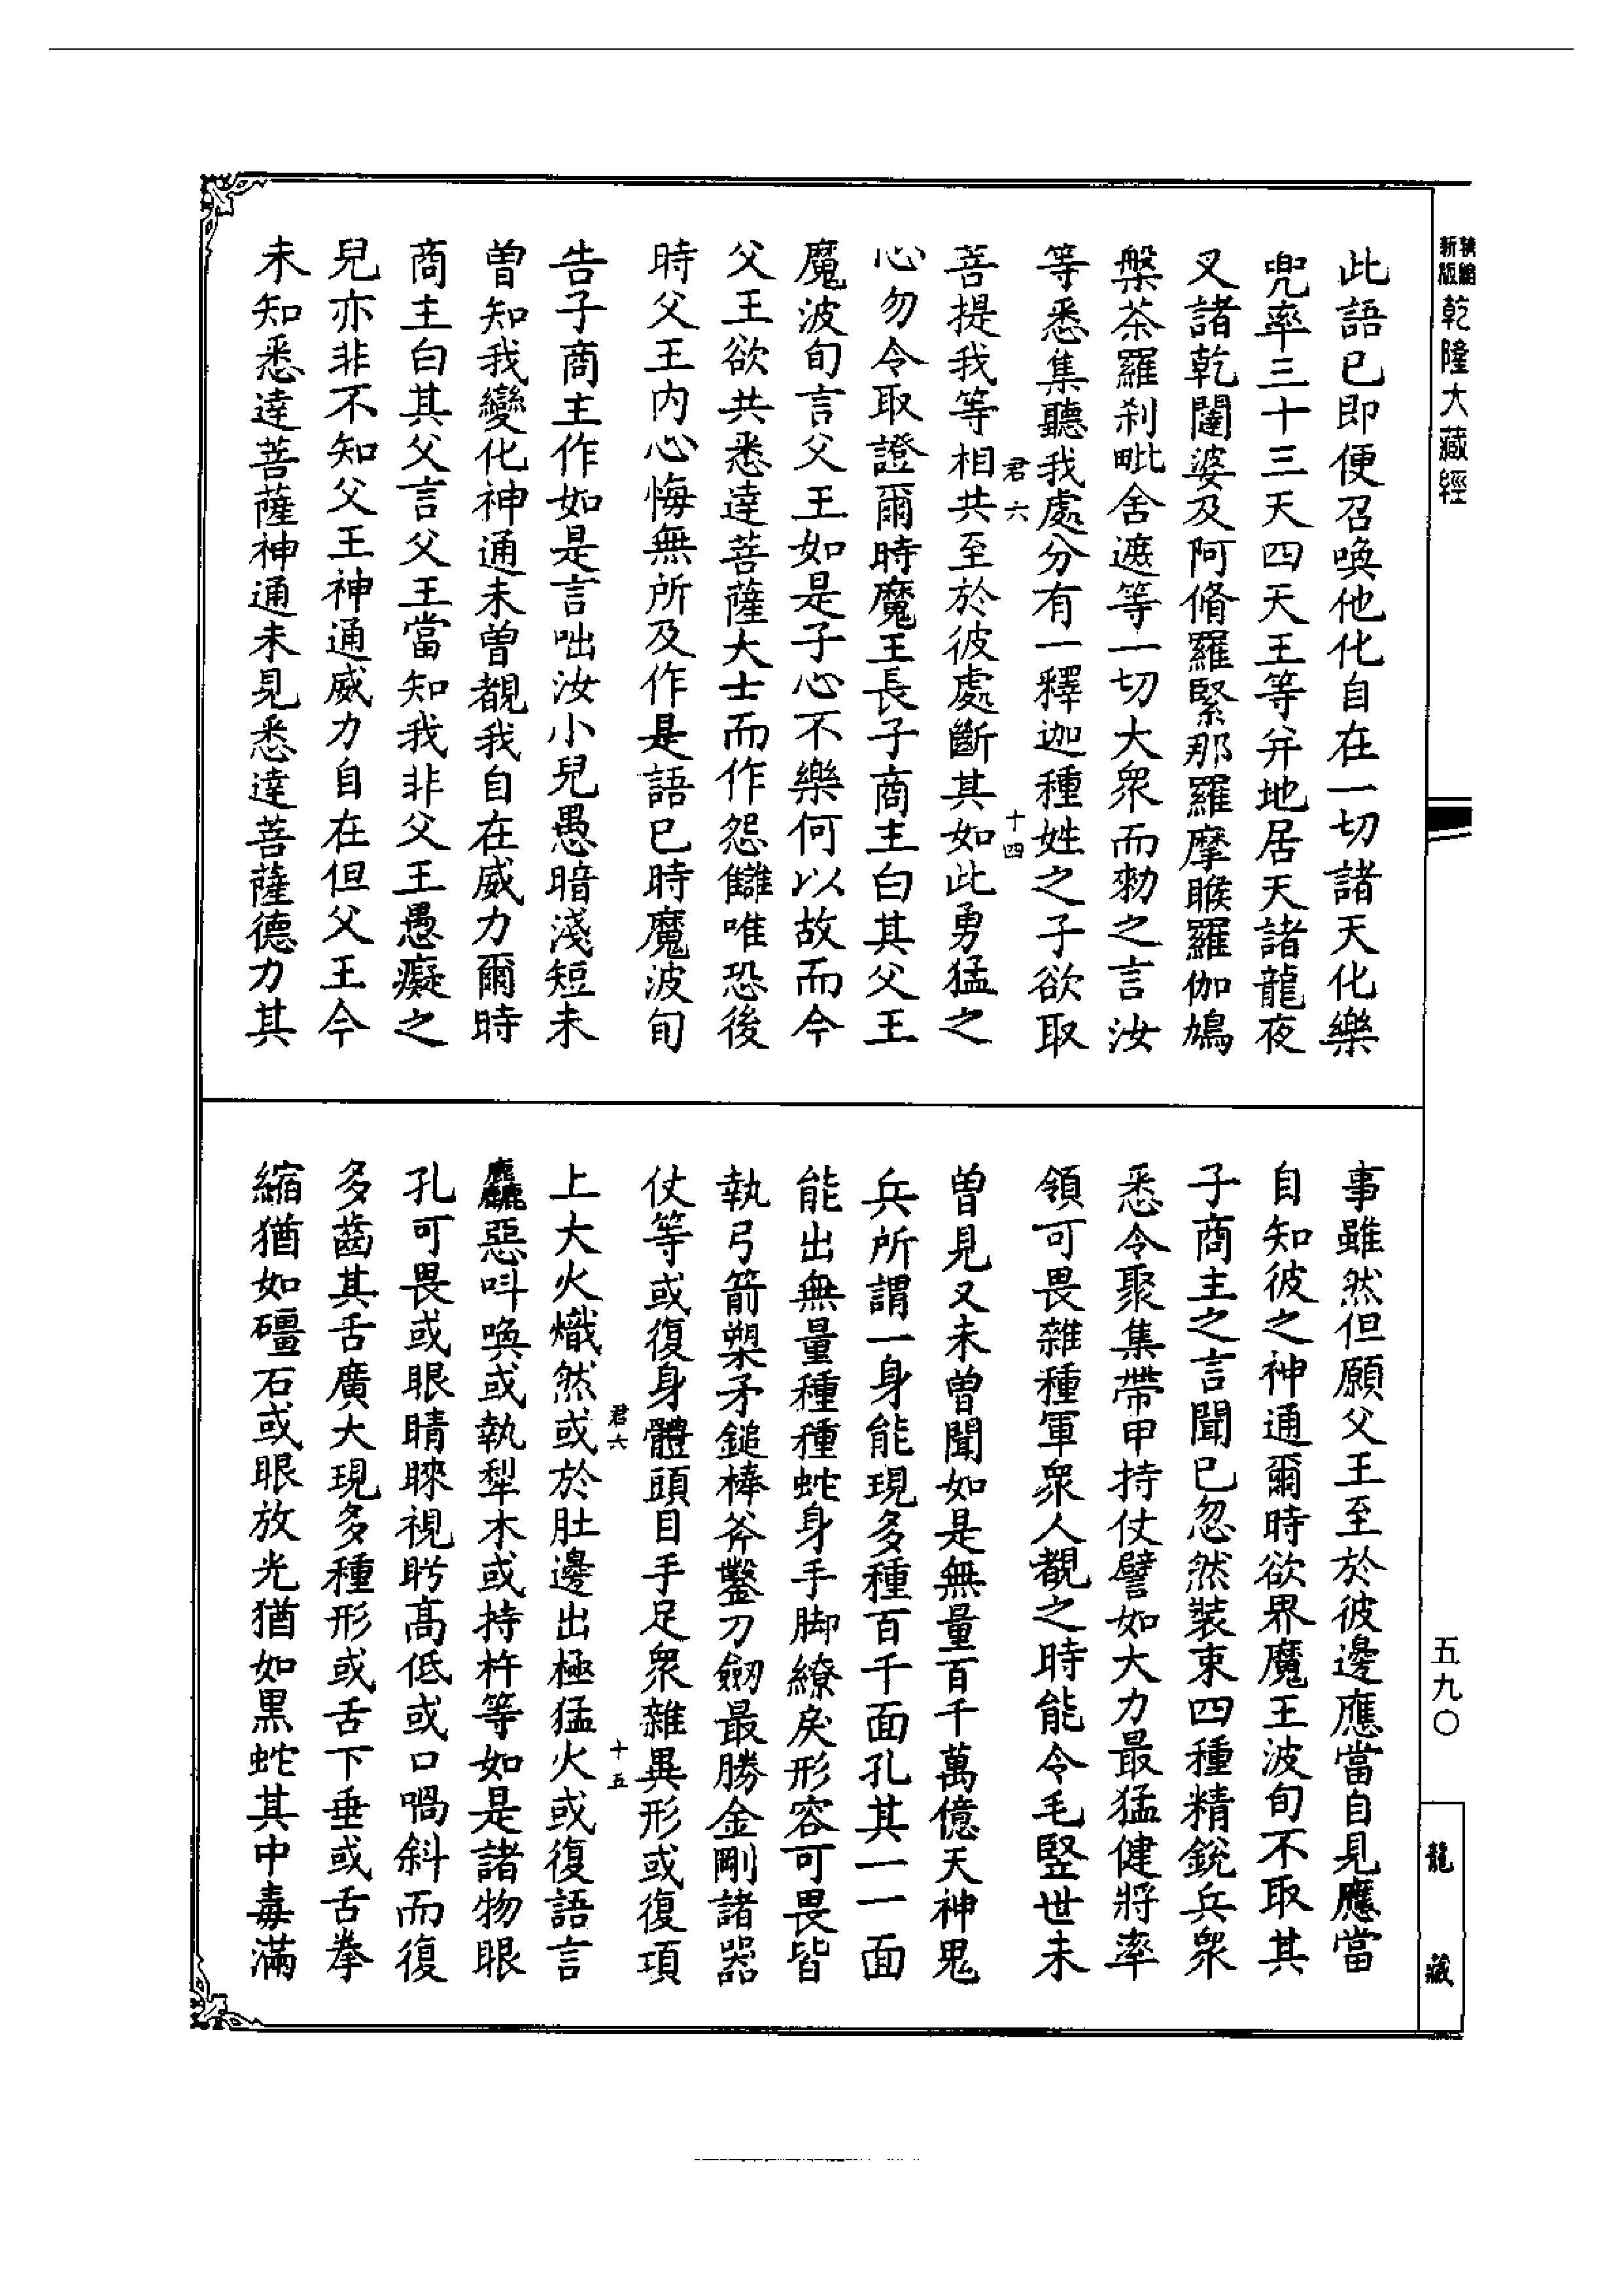 新版精縮乾隆大藏經
此語已即便召喚他化自在一切諸天化樂
兜率三十三天四天王等并地居天諸龍夜
叉諸乾闥婆及阿脩羅緊那羅摩睺羅伽鳩
槃茶羅剎毗舍遮等一切大眾而勑之言汝
等悉集聽我處分有一釋迦種姓之子欲取
君六
十四
菩提我等相共至於彼處斷其如此勇猛之
心勿令取證爾時魔王長子商主白其父王
魔波旬言父王如是子心不樂何以故而今
父王欲共悉達菩薩大士而作怨讎唯恐後
時父王內心悔無所及作是語已時魔波旬
告子商主作如是言咄汝小兒愚暗淺短未
曾知我變化神通未曾覩我自在威力爾時
商主白其父言父王當知我非父王愚癡之
兒亦非不知父王神通威力自在但父王今
未知悉達菩薩神通未見悉達菩薩德力其
事雖然但願父王至於彼邊應當自見應當
自知彼之神通爾時欲界魔王波旬不取其
子商主之言聞已忽然裝束四種精銳兵眾
悉令聚集帶甲持仗譬如大力最猛健將率
領可畏雜種軍眾人覩之時能令毛豎世未
曾見又未曾聞如是無量百千萬億天神鬼
兵所謂一身能現多種百千面孔其一一面
能出無量種種蛇身手脚繚戾形容可畏皆
執弓箭槊矛鎚棒斧鑿刀劒最勝金剛諸器
仗等或復身體頭目手足眾雜異形或復項
君六
十五
上大火熾然或於肚邊出極猛火或復語言
麤惡叫喚或執犁木或持杵等如是諸物眼
孔可畏或眼睛睞視盻高低或口喎斜而復
多齒其舌廣大現多種形或舌下垂或舌拳
縮猶如礓石或眼放光猶如黑蛇其中毒滿
五九〇
龍藏